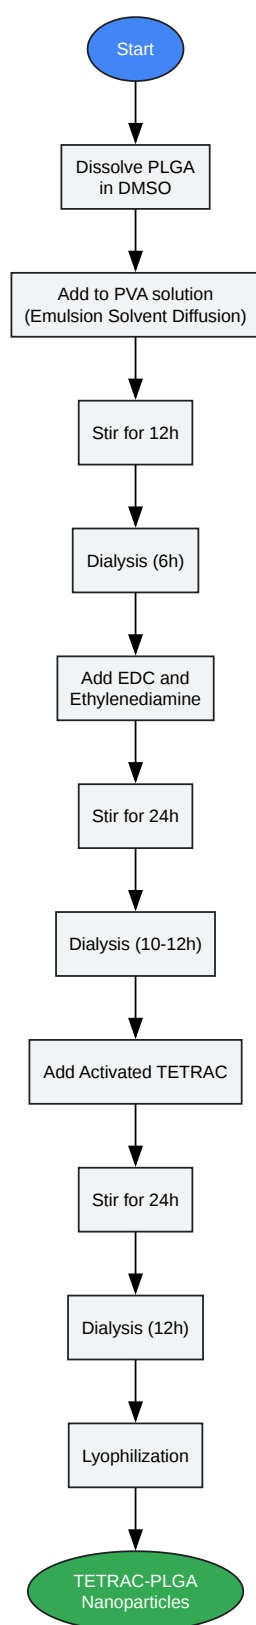 Start
Dissolve PLGA
in DMSO
Add to PVA solution
(Emulsion Solvent Diffusion)
Stir for 12h
Dialysis (6h)
Add EDC and
Ethylenediamine
Stir for 24h
Dialysis (10-12h)
Add Activated TETRAC
Stir for 24h
Dialysis (12h)
Lyophilization
TETRAC-PLGA
Nanoparticles